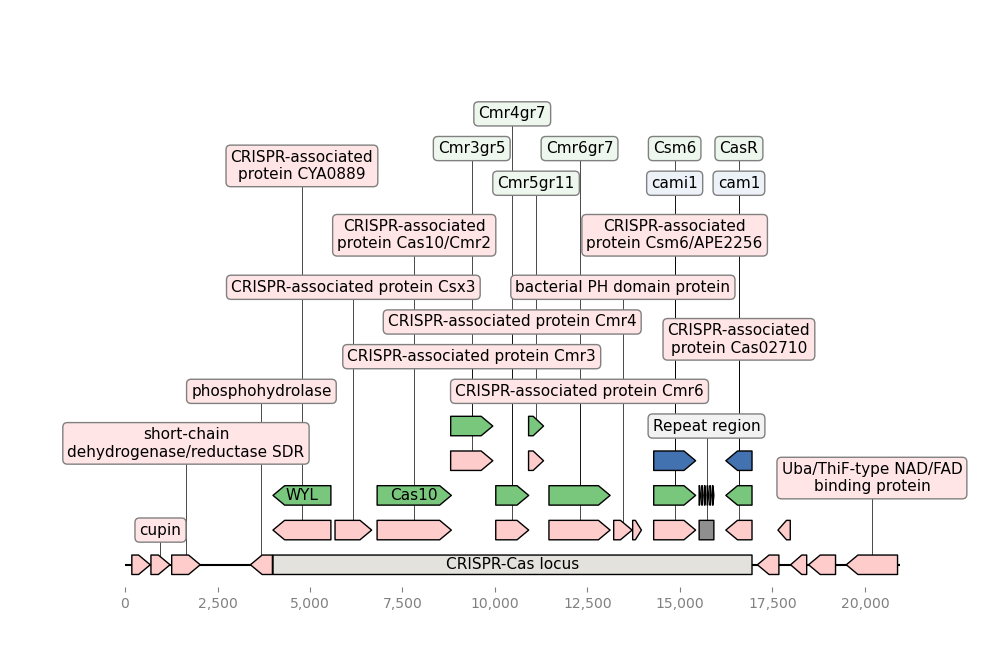 Cmr4gr7
Cmr3gr5
Cmr6gr7
Csm6
CasR
CRISPR-associated
protein CYA0889
Cmr5gr11
cami1
cam1
CRISPR-associated
protein Cas10/Cmr2
CRISPR-associated
protein Csm6/APE2256
CRISPR-associated protein Csx3
bacterial PH domain protein
CRISPR-associated protein Cmr4
CRISPR-associated
protein Cas02710
CRISPR-associated protein Cmr3
phosphohydrolase
CRISPR-associated protein Cmr6
Repeat region
short-chain
dehydrogenase/reductase SDR
Uba/ThiF-type NAD/FAD
binding protein
WYL
Cas10
cupin
CRISPR-Cas locus
0
2,500
5,000
7,500
10,000
12,500
15,000
17,500
20,000